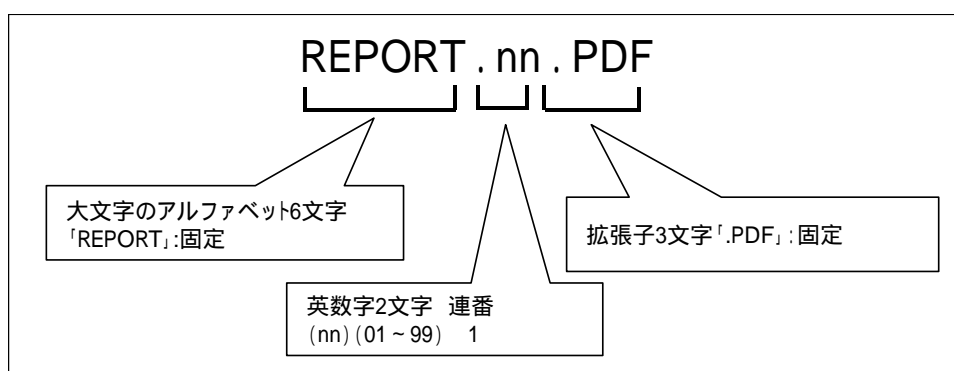 REPORT.nn.PDF
大文字のアルファベット6文字
「REPORT」:固定
拡張子3文字「.PDF」:固定
英数字2文字 連番
(nn)(01~99) 1